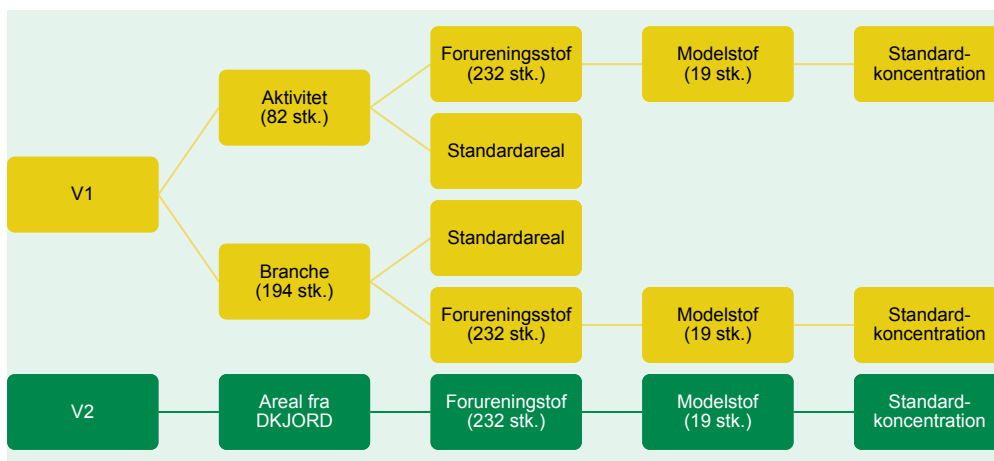 Forureningsstof
(232 stk.)
Modelstof
(19 stk.)
Standard-
koncentration
Aktivitet
(82 stk.)
Standardareal
V1
Standardareal
Branche
(194 stk.)
Forureningsstof
(232 stk.)
Modelstof
(19 stk.)
Standard-
koncentration
V2
Areal fra
DKJORD
Forureningstof
(232 stk.)
Modelstof
(19 stk.)
Standard-
koncentration